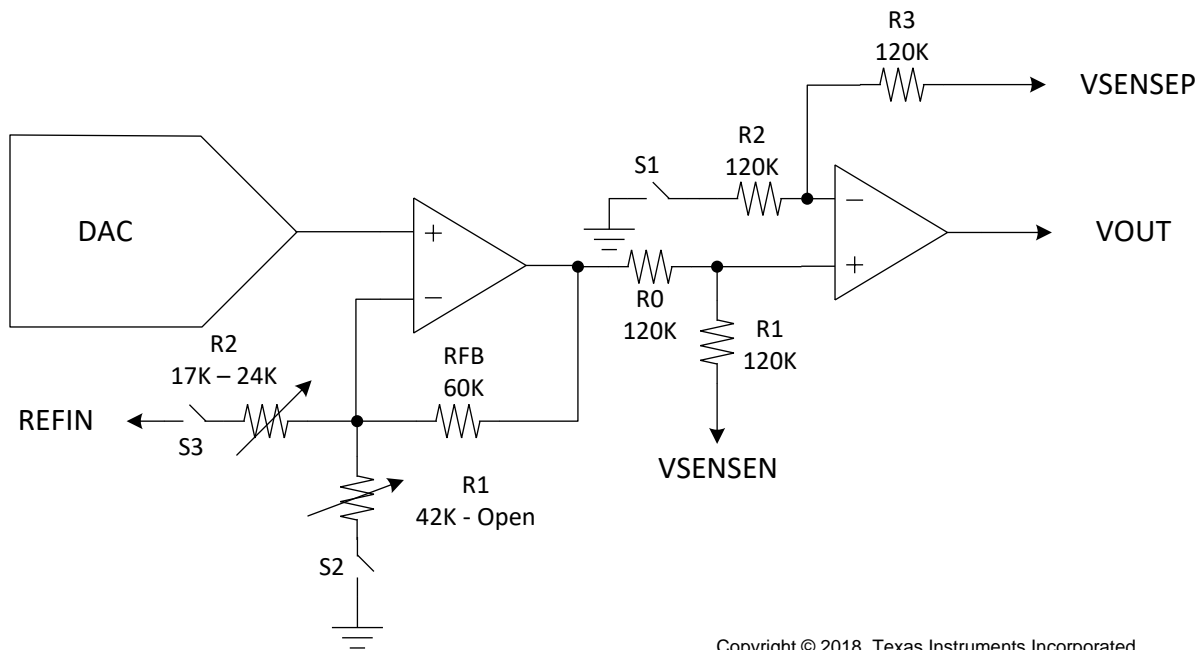 R3
120K
VSENSEP
R2
120K
S1
DAC
+
−
−
+
VOUT
R0
120K
R1
120K
R2
17K – 24K
RFB
60K
REFIN
S3
VSENSEN
R1
42K - Open
S2
Copyright © 2018, Texas Instruments Incorporated